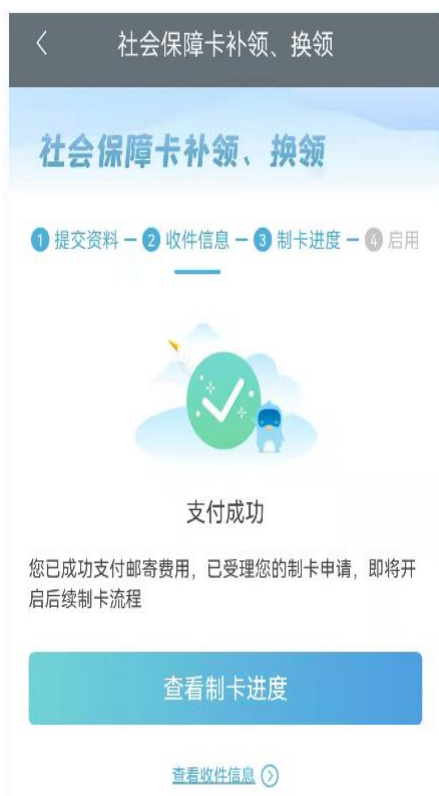 社会保障卡补领、换领
社会保障卡补领、换领
1 提交资料 — 2 收件信息 — 3 制卡进度 — 4 启用
支付成功
您已成功支付邮寄费用，已受理您的制卡申请，即将开
启后续制卡流程
查看制卡进度
查看收件信息